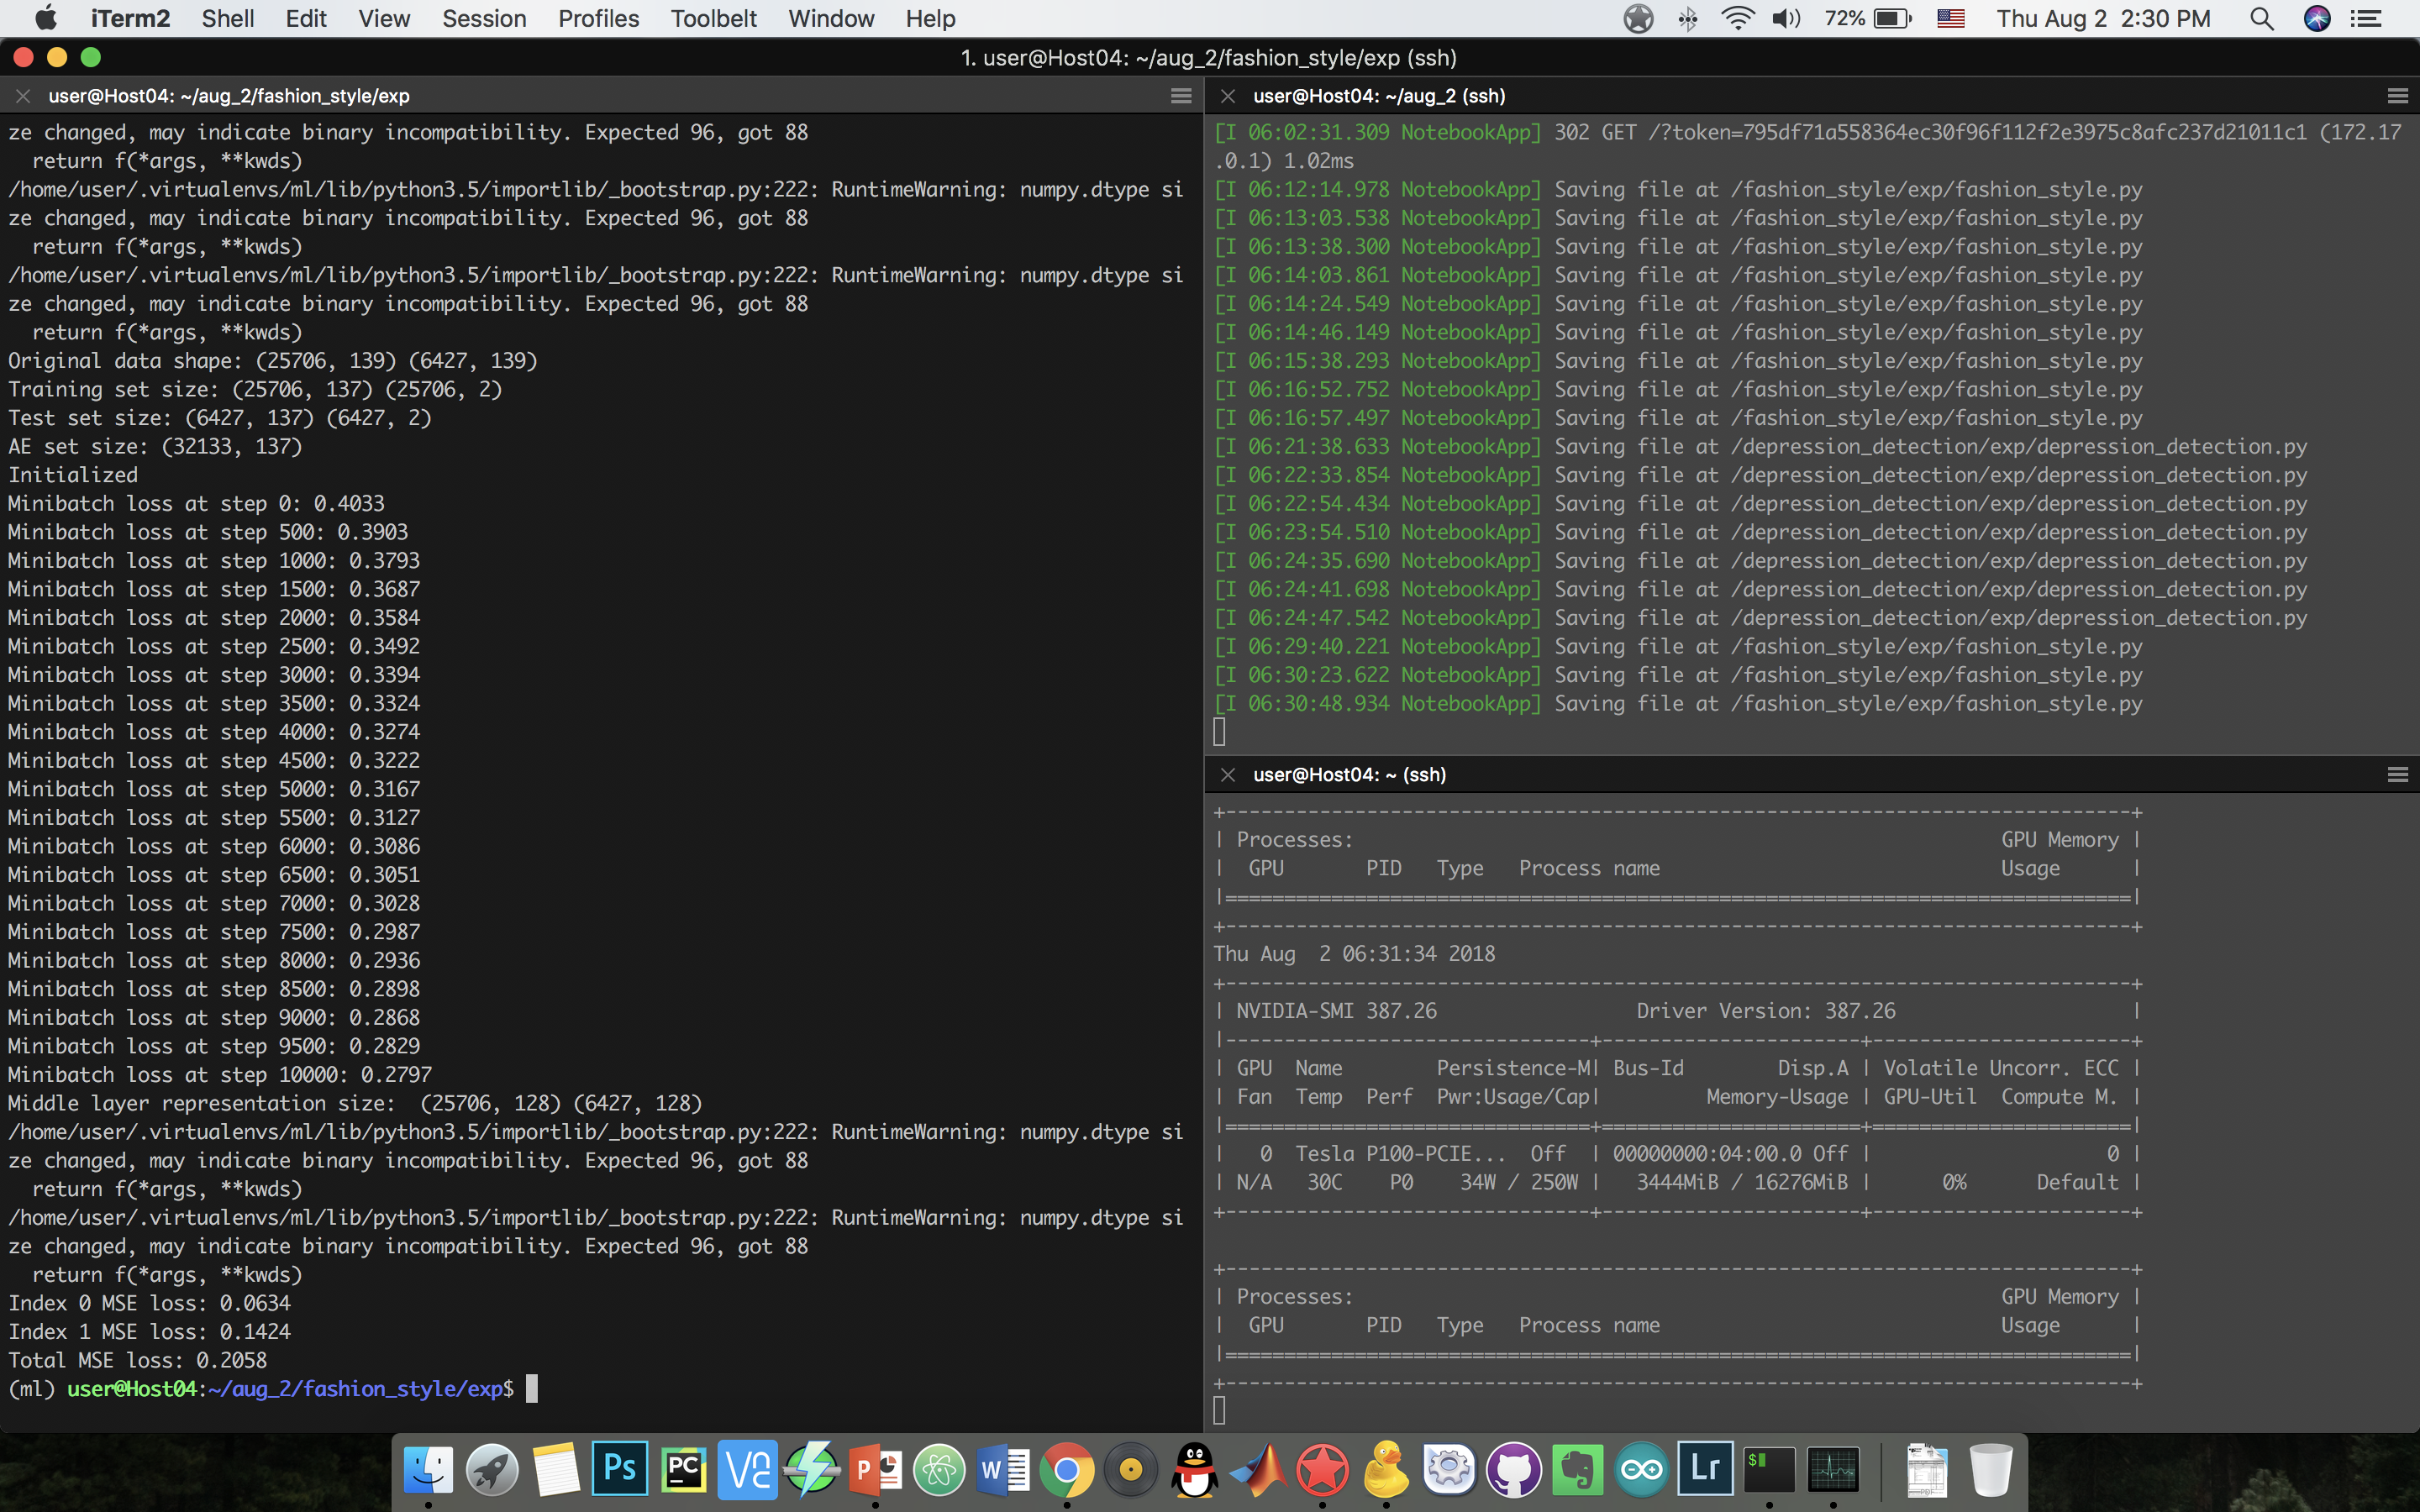 iTerm2 Shell Edit View Session Profiles Toolbelt Window Help 72% Thu Aug 2 2:30 PM
1. user@Host04: ~/aug_2/fashion_style/exp (ssh)
user@Host04: ~/aug_2/fashion_style/exp
ze changed, may indicate binary incompatibility. Expected 96, got 88
  return f(*args, **kwds)
/home/user/.virtualenvs/ml/lib/python3.5/importlib/_bootstrap.py:222: RuntimeWarning: numpy.dtype si
ze changed, may indicate binary incompatibility. Expected 96, got 88
  return f(*args, **kwds)
/home/user/.virtualenvs/ml/lib/python3.5/importlib/_bootstrap.py:222: RuntimeWarning: numpy.dtype si
ze changed, may indicate binary incompatibility. Expected 96, got 88
  return f(*args, **kwds)
Original data shape: (25706, 139) (6427, 139)
Training set size: (25706, 137) (25706, 2)
Test set size: (6427, 137) (6427, 2)
AE set size: (32133, 137)
Initialized
Minibatch loss at step 0: 0.4033
Minibatch loss at step 500: 0.3903
Minibatch loss at step 1000: 0.3793
Minibatch loss at step 1500: 0.3687
Minibatch loss at step 2000: 0.3584
Minibatch loss at step 2500: 0.3492
Minibatch loss at step 3000: 0.3394
Minibatch loss at step 3500: 0.3324
Minibatch loss at step 4000: 0.3274
Minibatch loss at step 4500: 0.3222
Minibatch loss at step 5000: 0.3167
Minibatch loss at step 5500: 0.3127
Minibatch loss at step 6000: 0.3086
Minibatch loss at step 6500: 0.3051
Minibatch loss at step 7000: 0.3028
Minibatch loss at step 7500: 0.2987
Minibatch loss at step 8000: 0.2936
Minibatch loss at step 8500: 0.2898
Minibatch loss at step 9000: 0.2868
Minibatch loss at step 9500: 0.2829
Minibatch loss at step 10000: 0.2797
Middle layer representation size:  (25706, 128) (6427, 128)
/home/user/.virtualenvs/ml/lib/python3.5/importlib/_bootstrap.py:222: RuntimeWarning: numpy.dtype si
ze changed, may indicate binary incompatibility. Expected 96, got 88
  return f(*args, **kwds)
/home/user/.virtualenvs/ml/lib/python3.5/importlib/_bootstrap.py:222: RuntimeWarning: numpy.dtype si
ze changed, may indicate binary incompatibility. Expected 96, got 88
  return f(*args, **kwds)
Index 0 MSE loss: 0.0634
Index 1 MSE loss: 0.1424
Total MSE loss: 0.2058
(ml) user@Host04:~/aug_2/fashion_style/exp$
user@Host04: ~/aug_2 (ssh)
[I 06:02:31.309 NotebookApp] 302 GET /?token=795df71a558364ec30f96f112f2e3975c8afc237d21011c1 (172.17
.0.1) 1.02ms
[I 06:12:14.978 NotebookApp] Saving file at /fashion_style/exp/fashion_style.py
[I 06:13:03.538 NotebookApp] Saving file at /fashion_style/exp/fashion_style.py
[I 06:13:38.300 NotebookApp] Saving file at /fashion_style/exp/fashion_style.py
[I 06:14:03.861 NotebookApp] Saving file at /fashion_style/exp/fashion_style.py
[I 06:14:24.549 NotebookApp] Saving file at /fashion_style/exp/fashion_style.py
[I 06:14:46.149 NotebookApp] Saving file at /fashion_style/exp/fashion_style.py
[I 06:15:38.293 NotebookApp] Saving file at /fashion_style/exp/fashion_style.py
[I 06:16:52.752 NotebookApp] Saving file at /fashion_style/exp/fashion_style.py
[I 06:16:57.497 NotebookApp] Saving file at /fashion_style/exp/fashion_style.py
[I 06:21:38.633 NotebookApp] Saving file at /depression_detection/exp/depression_detection.py
[I 06:22:33.854 NotebookApp] Saving file at /depression_detection/exp/depression_detection.py
[I 06:22:54.434 NotebookApp] Saving file at /depression_detection/exp/depression_detection.py
[I 06:23:54.510 NotebookApp] Saving file at /depression_detection/exp/depression_detection.py
[I 06:24:35.690 NotebookApp] Saving file at /depression_detection/exp/depression_detection.py
[I 06:24:41.698 NotebookApp] Saving file at /depression_detection/exp/depression_detection.py
[I 06:24:47.542 NotebookApp] Saving file at /depression_detection/exp/depression_detection.py
[I 06:29:40.221 NotebookApp] Saving file at /fashion_style/exp/fashion_style.py
[I 06:30:23.622 NotebookApp] Saving file at /fashion_style/exp/fashion_style.py
[I 06:30:48.934 NotebookApp] Saving file at /fashion_style/exp/fashion_style.py
user@Host04: ~ (ssh)
+-----------------------------------------------------------------------------+
| Processes:                                                       GPU Memory |
|  GPU       PID   Type   Process name                             Usage      |
|=============================================================================|
+-----------------------------------------------------------------------------+
Thu Aug  2 06:31:34 2018
+-----------------------------------------------------------------------------+
| NVIDIA-SMI 387.26                 Driver Version: 387.26                    |
|-------------------------------+----------------------+----------------------+
| GPU  Name        Persistence-M| Bus-Id        Disp.A | Volatile Uncorr. ECC |
| Fan  Temp  Perf  Pwr:Usage/Cap|         Memory-Usage | GPU-Util  Compute M. |
|===============================+======================+======================|
|   0  Tesla P100-PCIE...  Off  | 00000000:04:00.0 Off |                    0 |
| N/A   30C    P0    34W / 250W |   3444MiB / 16276MiB |      0%      Default |
+-------------------------------+----------------------+----------------------+
+-----------------------------------------------------------------------------+
| Processes:                                                       GPU Memory |
|  GPU       PID   Type   Process name                             Usage      |
|=============================================================================|
+-----------------------------------------------------------------------------+
Ps PC P W Lr $ PDF